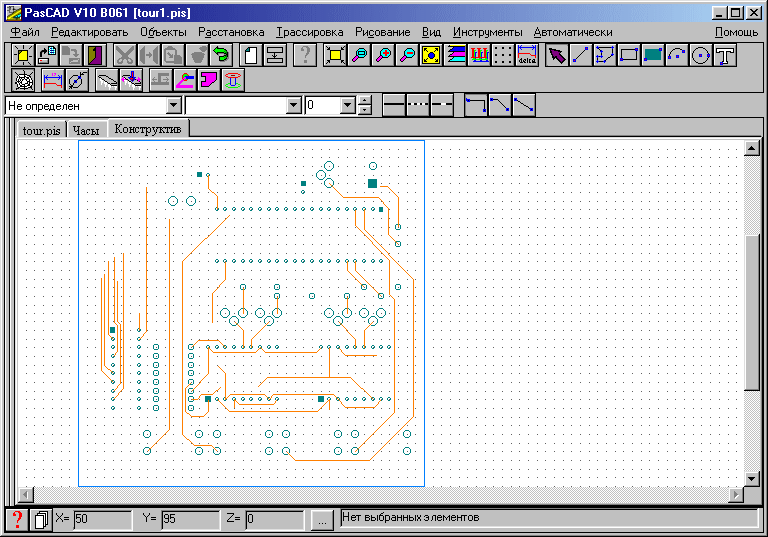 PasCAD V10 B061 [tour1.pis]
Файл Редактировать Объекты Расстановка Трассировка Рисование Вид Инструменты Автоматически Помощь
delta
Не определен 0
tour.pis Часы Конструктив
X= 50 Y= 95 Z= 0 ... Нет выбранных элементов